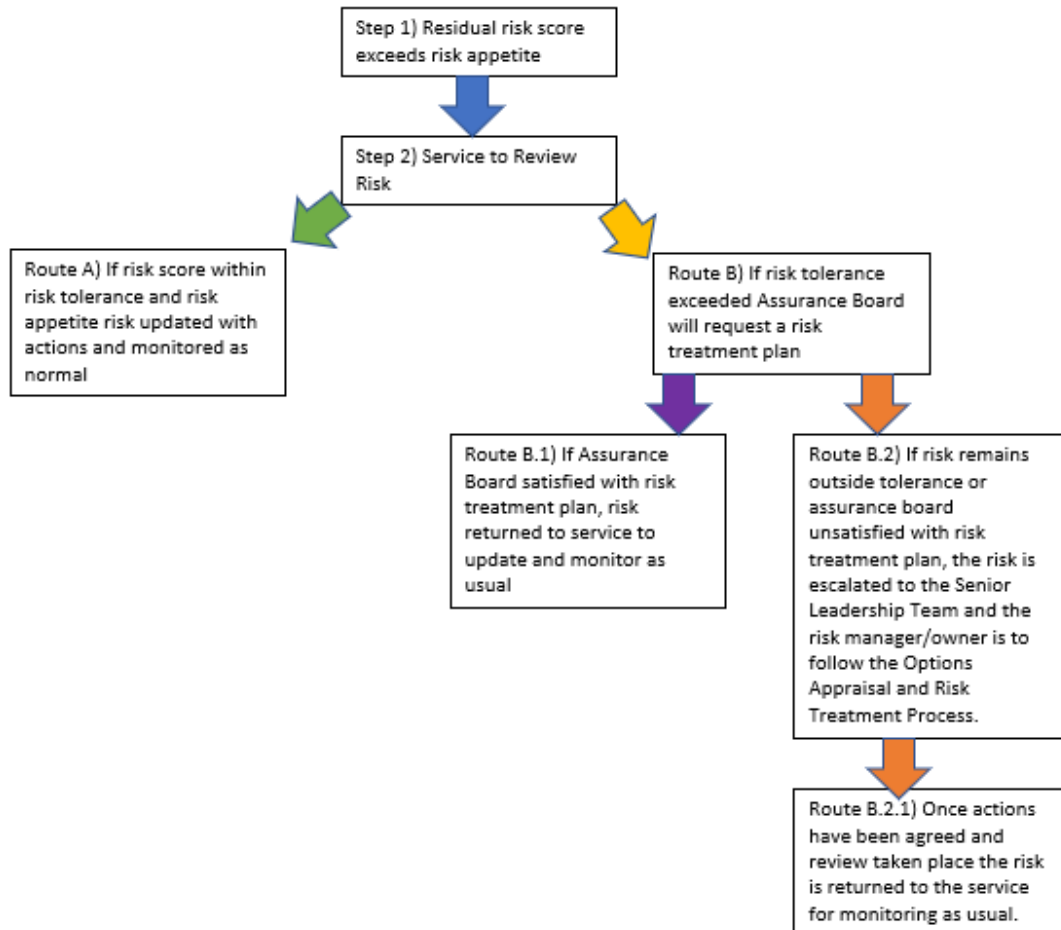 Step 1) Residual risk score
exceeds risk appetite
Step 2) Service to Review
Risk
Route A) If risk score within
risk tolerance and risk
appetite risk updated with
actions and monitored as
normal
Route B) If risk tolerance
exceeded Assurance Board
will request a risk
treatment plan
Route B.1) If Assurance
Board satisfied with risk
treatment plan, risk
returned to service to
update and monitor as
usual
Route B.2) If risk remains
outside tolerance or
assurance board
unsatisfied with risk
treatment plan, the risk is
escalated to the Senior
Leadership Team and the
risk manager/owner is to
follow the Options
Appraisal and Risk
Treatment Process.
Route B.2.1) Once actions
have been agreed and
review taken place the risk
is returned to the service
for monitoring as usual.